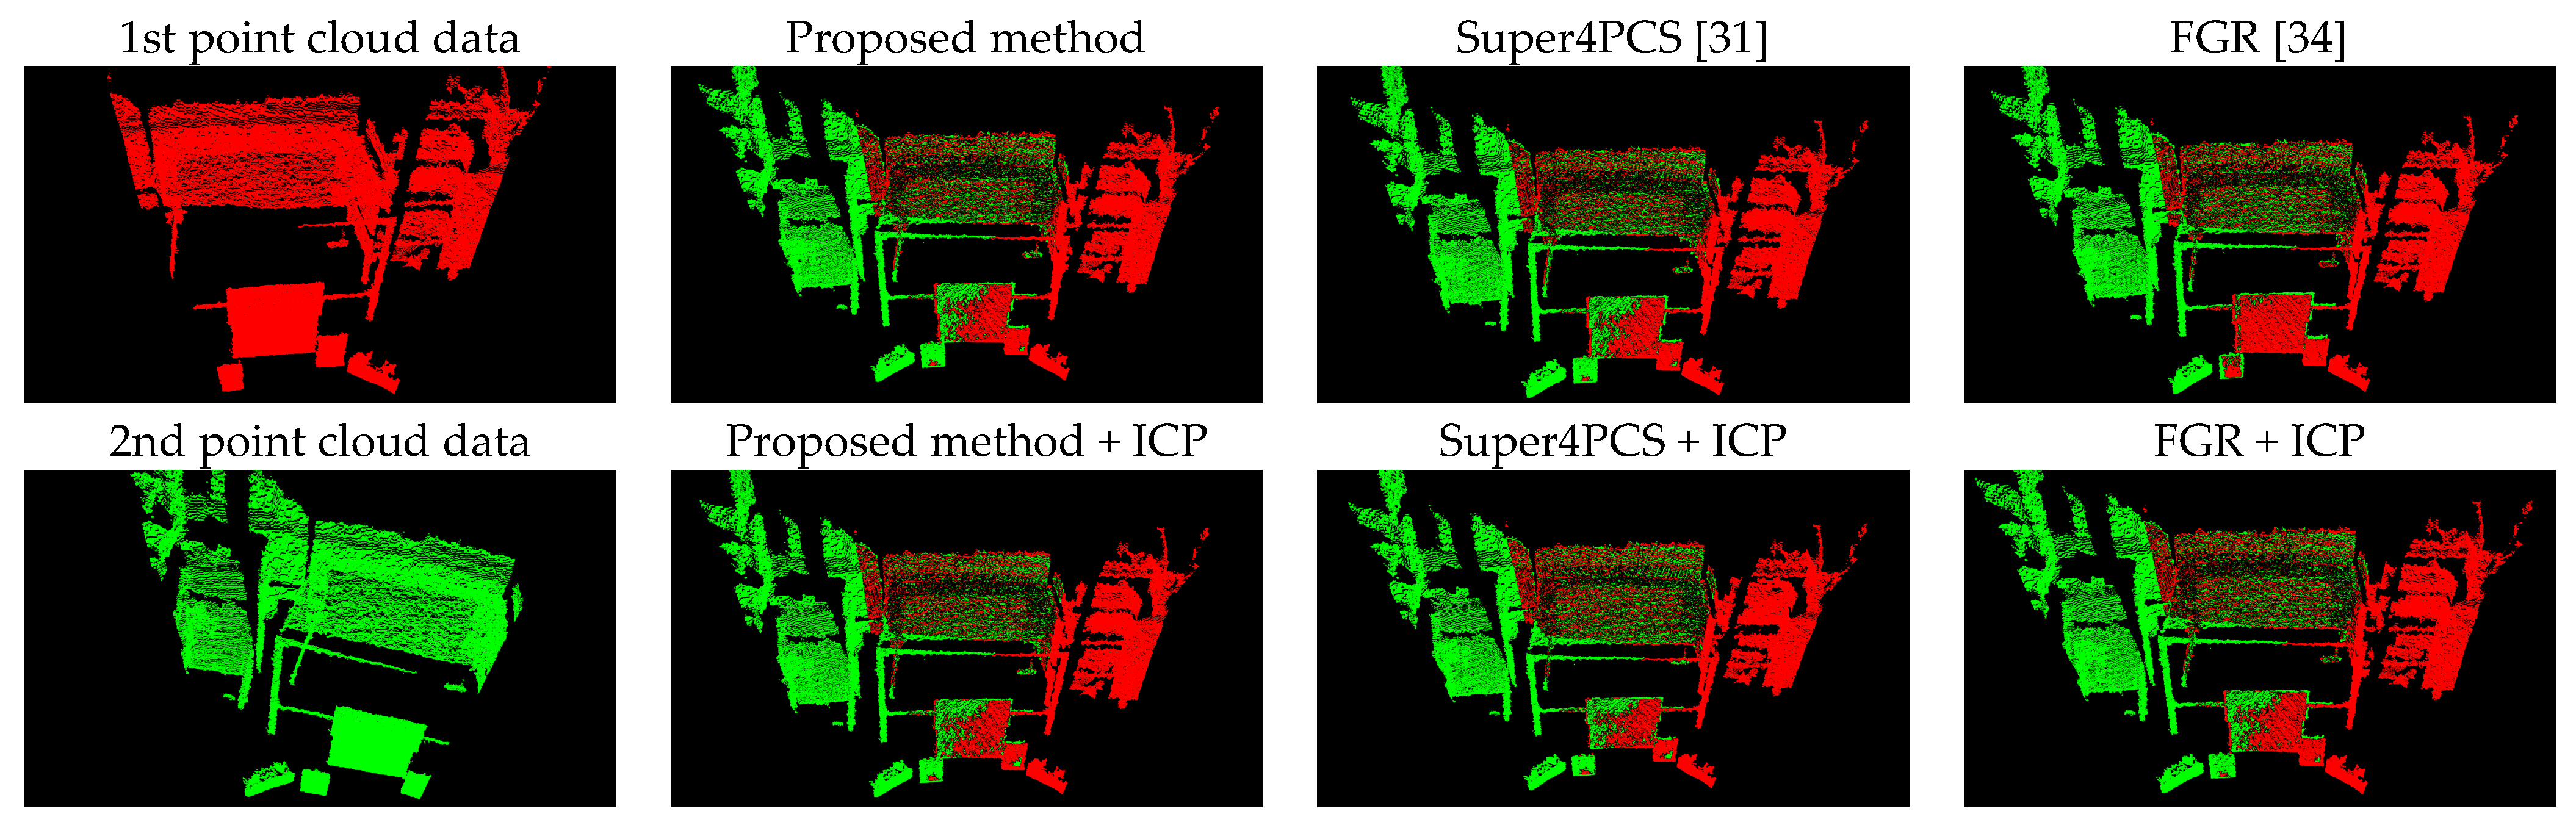 1st point cloud data
Proposed method
Super4PCS [31]
FGR [34]
2nd point cloud data
Proposed method + ICP
Super4PCS + ICP
FGR + ICP